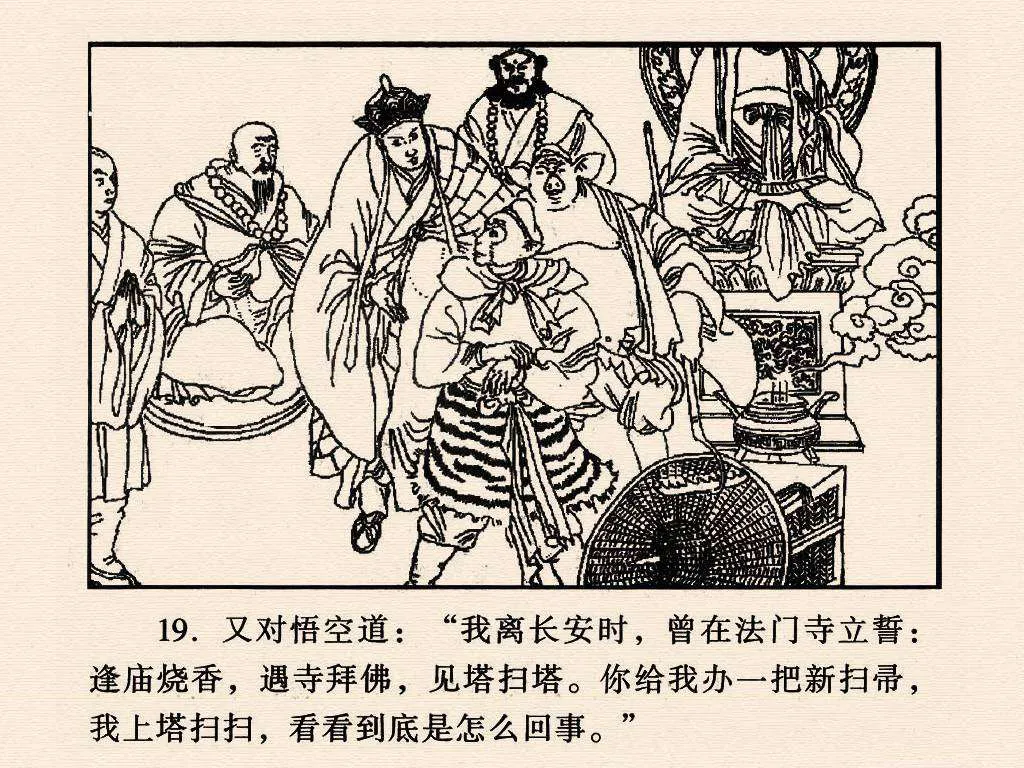 19. 又对悟空道：“我离长安时，曾在法门寺立誓：
逢庙烧香，遇寺拜佛，见塔扫塔。你给我办一把新扫帚，
我上塔扫扫，看看到底是怎么回事。”